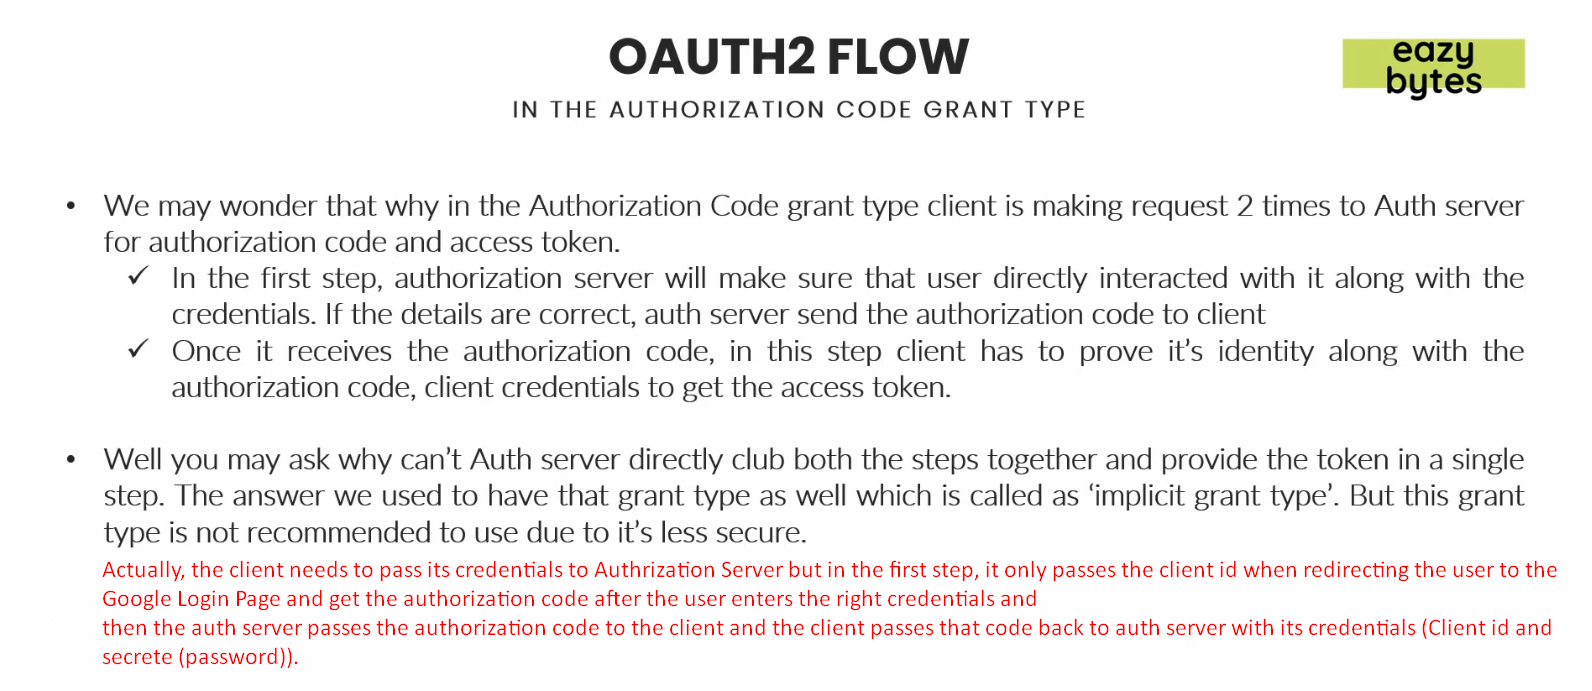 OAUTH2 FLOW
eazy
bytes
IN THE AUTHORIZATION CODE GRANT TYPE
• We may wonder that why in the Authorization Code grant type client is making request 2 times to Auth server
for authorization code and access token.
✓ In the first step, authorization server will make sure that user directly interacted with it along with the
credentials. If the details are correct, auth server send the authorization code to client
✓ Once it receives the authorization code, in this step client has to prove it's identity along with the
authorization code, client credentials to get the access token.
• Well you may ask why can't Auth server directly club both the steps together and provide the token in a single
step. The answer we used to have that grant type as well which is called as ‘implicit grant type’. But this grant
type is not recommended to use due to it's less secure.
Actually, the client needs to pass its credentials to Authrization Server but in the first step, it only passes the client id when redirecting the user to the
Google Login Page and get the authorization code after the user enters the right credentials and
then the auth server passes the authorization code to the client and the client passes that code back to auth server with its credentials (Client id and
secrete (password)).